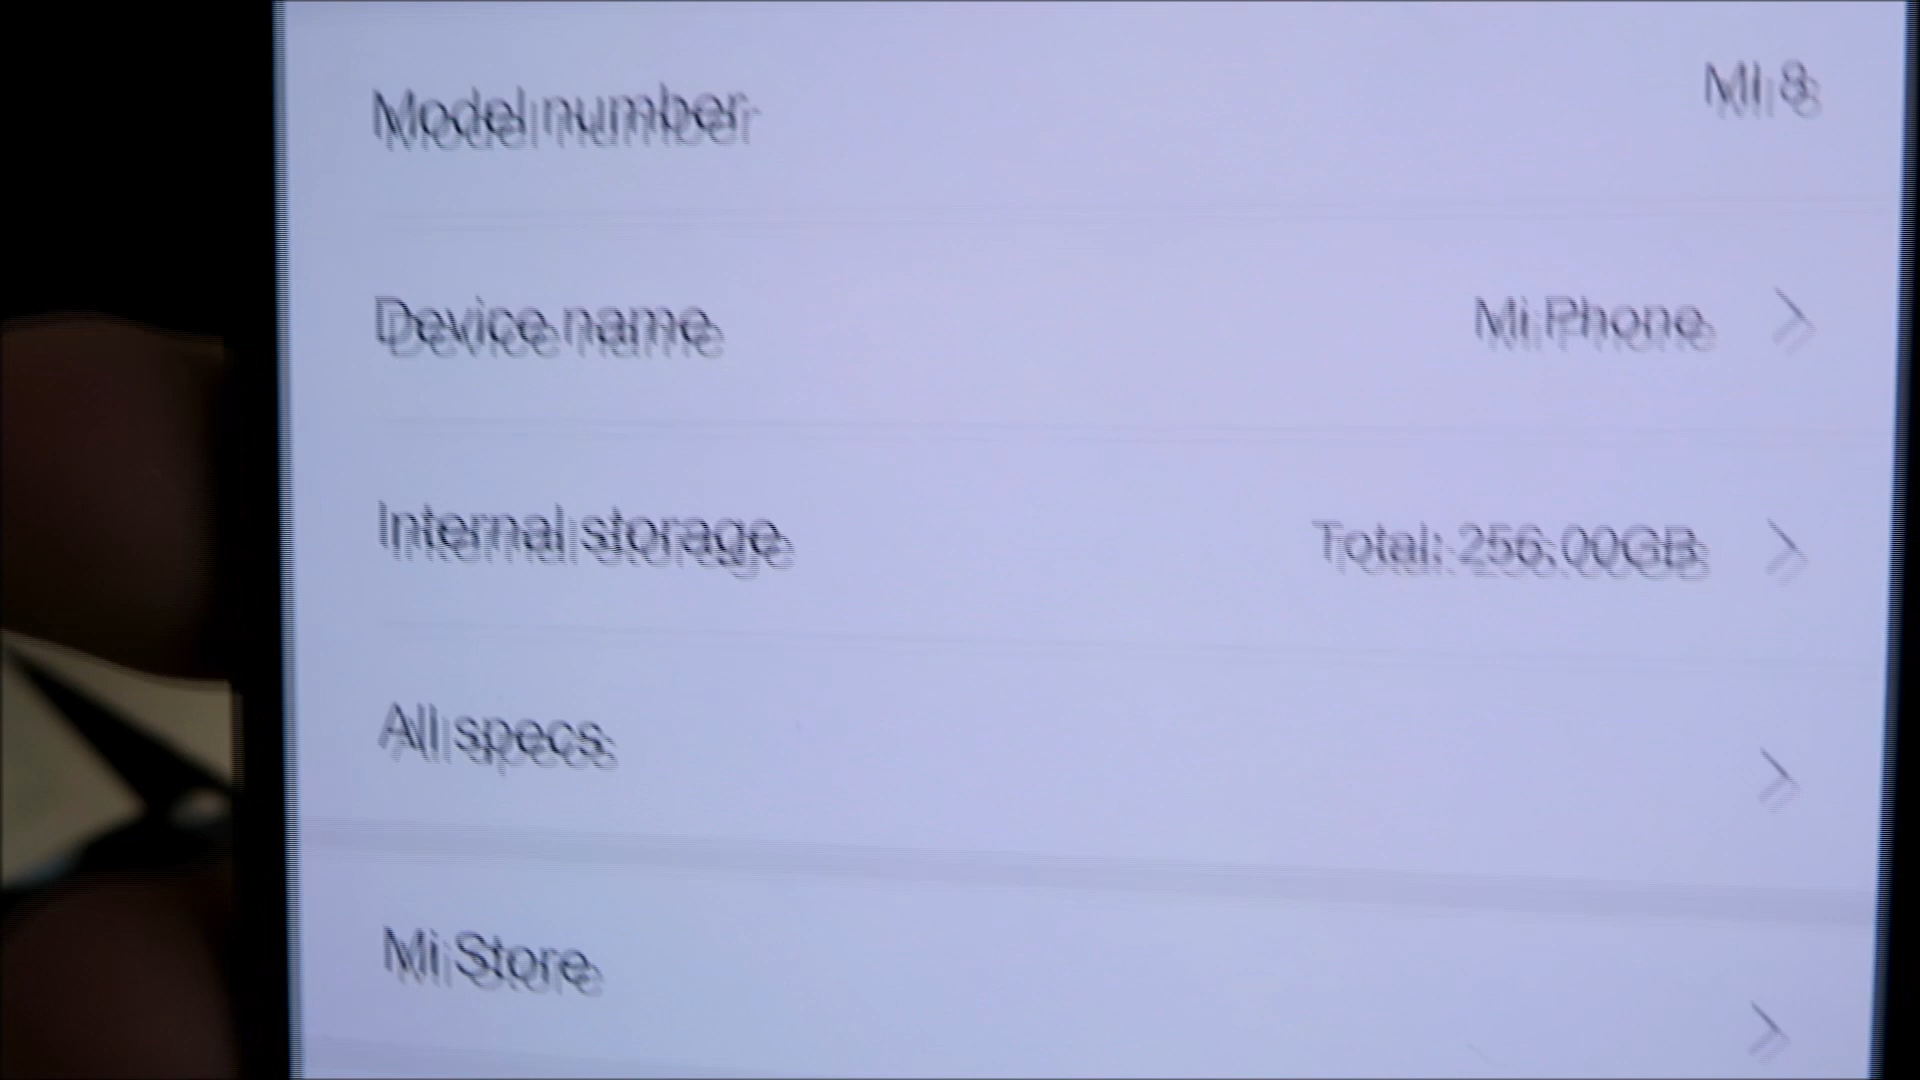 Model number MI 8
Device name Mi Phone
Internal storage Total: 256.00GB
All specs
Mi Store